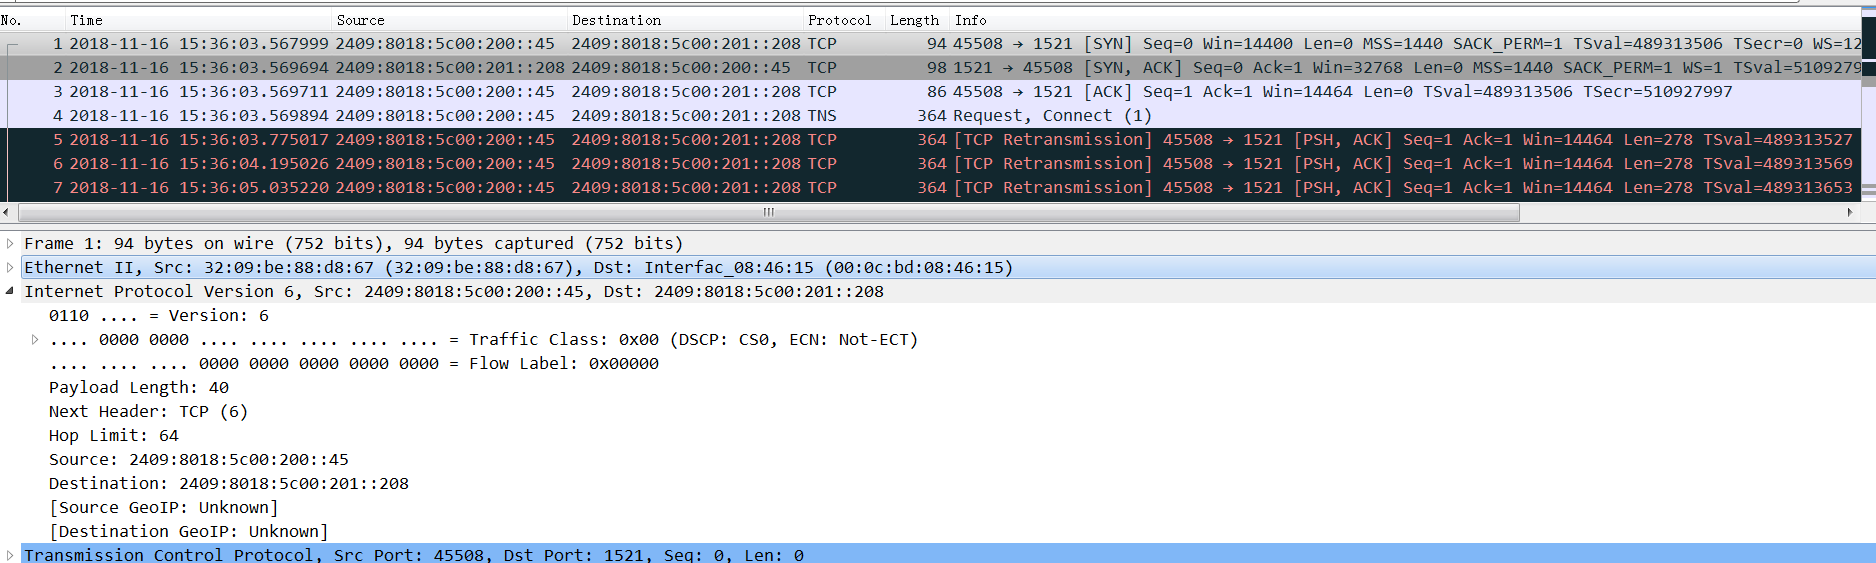 No. Time Source Destination Protocol Length Info
1 2018-11-16 15:36:03.567999 2409:8018:5c00:200::45 2409:8018:5c00:201::208 TCP 94 45508 → 1521 [SYN] Seq=0 Win=14400 Len=0 MSS=1440 SACK_PERM=1 TSval=489313506 TSecr=0 WS=12
2 2018-11-16 15:36:03.569694 2409:8018:5c00:201::208 2409:8018:5c00:200::45 TCP 98 1521 → 45508 [SYN, ACK] Seq=0 Ack=1 Win=32768 Len=0 MSS=1440 SACK_PERM=1 WS=1 TSval=5109279
3 2018-11-16 15:36:03.569711 2409:8018:5c00:200::45 2409:8018:5c00:201::208 TCP 86 45508 → 1521 [ACK] Seq=1 Ack=1 Win=14464 Len=0 TSval=489313506 TSecr=510927997
4 2018-11-16 15:36:03.569894 2409:8018:5c00:200::45 2409:8018:5c00:201::208 TNS 364 Request, Connect (1)
5 2018-11-16 15:36:03.775017 2409:8018:5c00:200::45 2409:8018:5c00:201::208 TCP 364 [TCP Retransmission] 45508 → 1521 [PSH, ACK] Seq=1 Ack=1 Win=14464 Len=278 TSval=489313527
6 2018-11-16 15:36:04.195026 2409:8018:5c00:200::45 2409:8018:5c00:201::208 TCP 364 [TCP Retransmission] 45508 → 1521 [PSH, ACK] Seq=1 Ack=1 Win=14464 Len=278 TSval=489313569
7 2018-11-16 15:36:05.035220 2409:8018:5c00:200::45 2409:8018:5c00:201::208 TCP 364 [TCP Retransmission] 45508 → 1521 [PSH, ACK] Seq=1 Ack=1 Win=14464 Len=278 TSval=489313653
Frame 1: 94 bytes on wire (752 bits), 94 bytes captured (752 bits)
Ethernet II, Src: 32:09:be:88:d8:67 (32:09:be:88:d8:67), Dst: Interfac_08:46:15 (00:0c:bd:08:46:15)
Internet Protocol Version 6, Src: 2409:8018:5c00:200::45, Dst: 2409:8018:5c00:201::208
0110 .... = Version: 6
.... 0000 0000 .... .... .... .... .... = Traffic Class: 0x00 (DSCP: CS0, ECN: Not-ECT)
.... .... .... 0000 0000 0000 0000 0000 = Flow Label: 0x00000
Payload Length: 40
Next Header: TCP (6)
Hop Limit: 64
Source: 2409:8018:5c00:200::45
Destination: 2409:8018:5c00:201::208
[Source GeoIP: Unknown]
[Destination GeoIP: Unknown]
Transmission Control Protocol, Src Port: 45508, Dst Port: 1521, Seq: 0, Len: 0